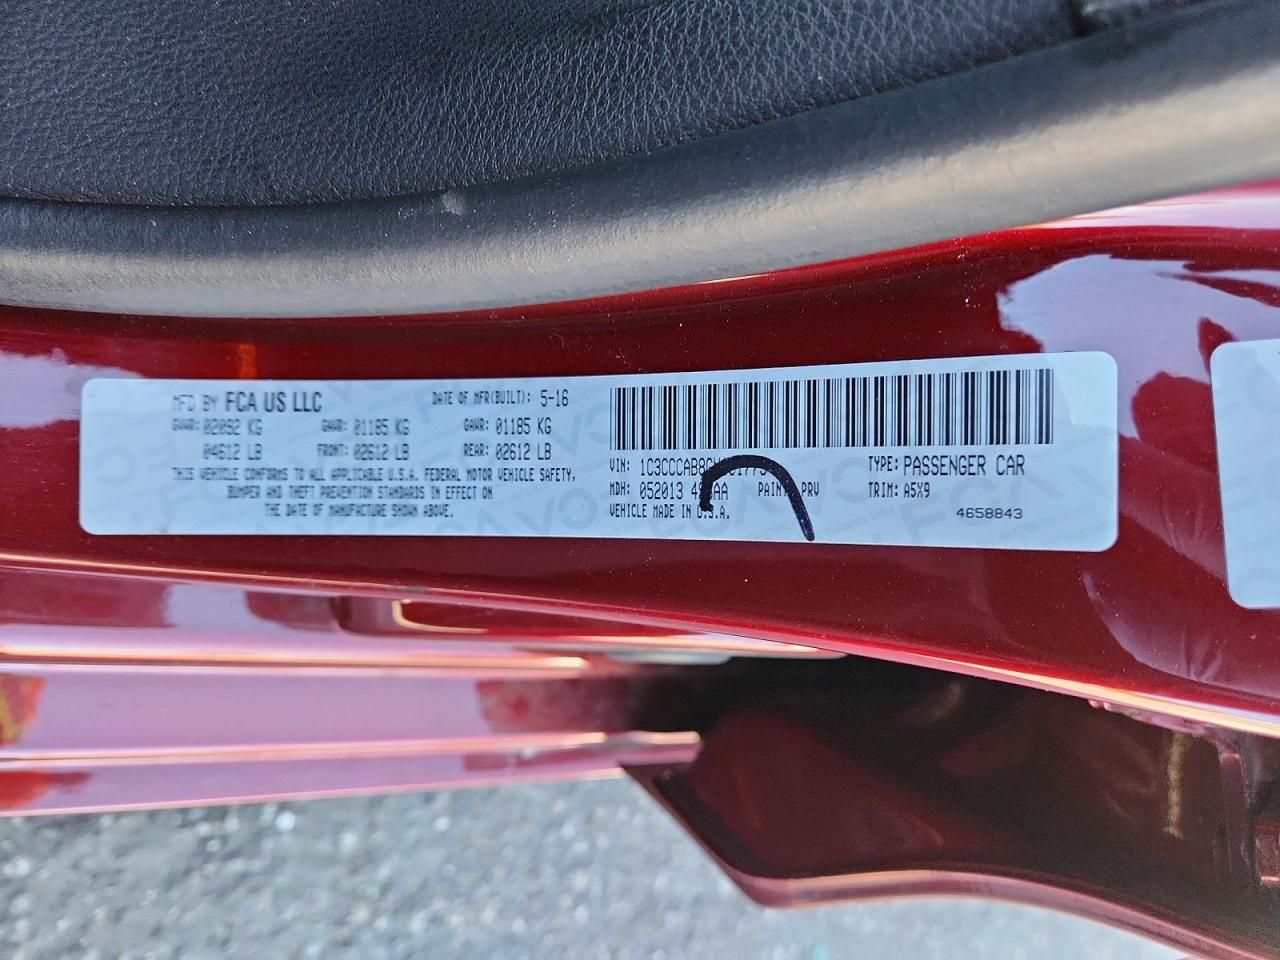 MFD BY FCA US LLC DATE OF MFR(BUILT): 5-16
GVWR: 02092 KG GAWR: 01185 KG GAWR: 01185 KG
04612 LB FRONT: 02612 LB REAR: 02612 LB
THIS VEHICLE CONFORMS TO ALL APPLICABLE U.S.A. FEDERAL MOTOR VEHICLE SAFETY,
BUMPER AND THEFT PREVENTION STANDARDS IN EFFECT ON
THE DATE OF MANUFACTURE SHOWN ABOVE.
VIN: TYPE: PASSENGER CAR
MDH: 052013 PAINT: PRV TRIM: A5X9
VEHICLE MADE IN U.S.A. 4658843